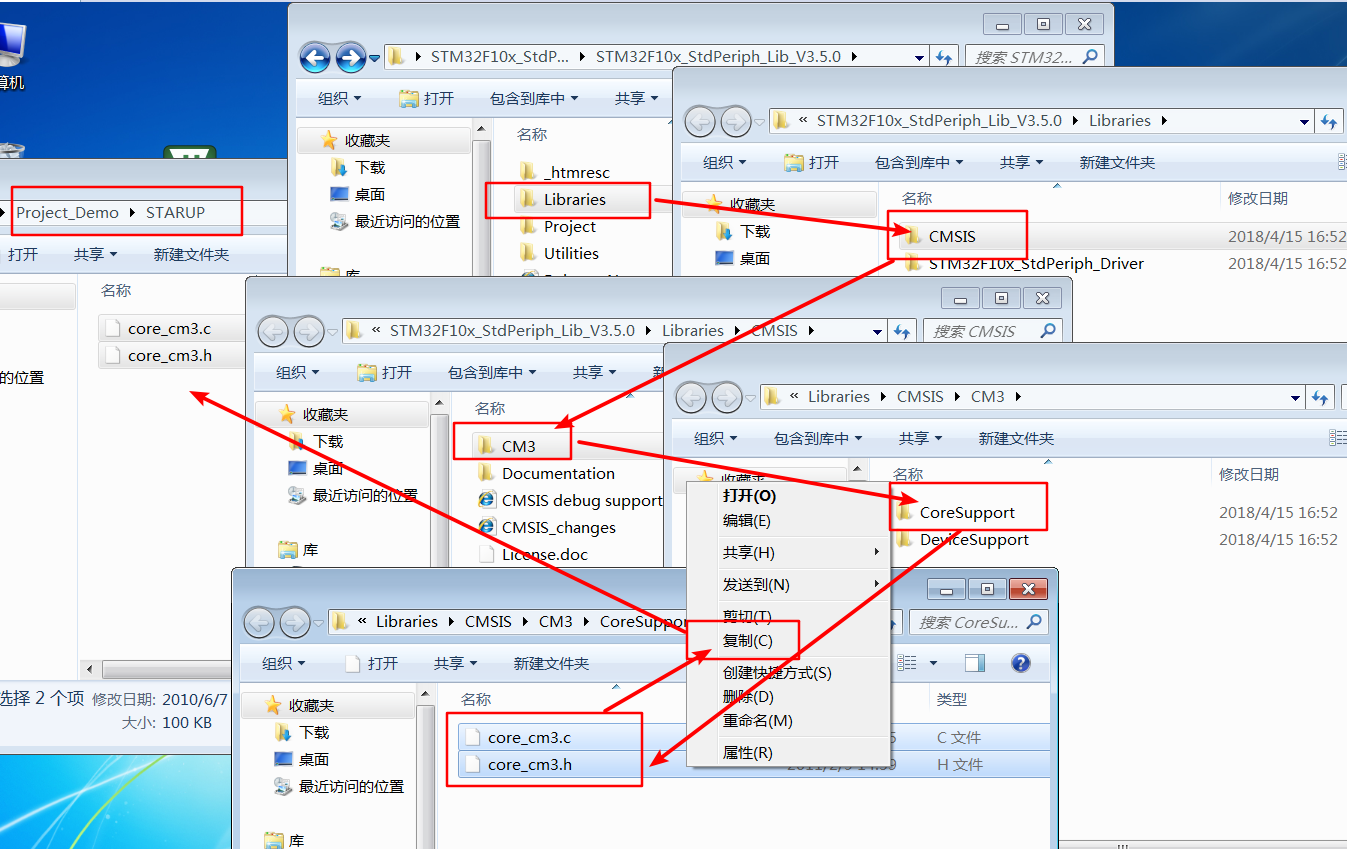 算机
STM32F10x_StdP...
STM32F10x_StdPeriph_Lib_V3.5.0
搜索 STM32...
组织
打开
包含到库中
共享
收藏夹
下载
桌面
最近访问的位置
库
名称
_htmresc
Libraries
Project
Utilities
« STM32F10x_StdPeriph_Lib_V3.5.0
Libraries
组织
打开
包含到库中
共享
新建文件夹
收藏夹
下载
桌面
名称
修改日期
CMSIS
2018/4/15 16:52
STM32F10x_StdPeriph_Driver
2018/4/15 16:52
Project_Demo
STARUP
打开
共享
新建文件夹
名称
core_cm3.c
core_cm3.h
的位置
选择 2 个项
修改日期: 2010/6/7
大小: 100 KB
« STM32F10x_StdPeriph_Lib_V3.5.0
Libraries
CMSIS
搜索 CMSIS
组织
打开
包含到库中
共享
收藏夹
下载
桌面
最近访问的位置
库
名称
CM3
Documentation
CMSIS debug support
CMSIS_changes
License.doc
« Libraries
CMSIS
CM3
组织
包含到库中
共享
新建文件夹
收藏夹
名称
修改日期
CoreSupport
2018/4/15 16:52
DeviceSupport
2018/4/15 16:52
打开(O)
编辑(E)
共享(H)
发送到(N)
剪切(T)
复制(C)
创建快捷方式(S)
删除(D)
重命名(M)
属性(R)
« Libraries
CMSIS
CM3
CoreSuppor
搜索 CoreSu...
组织
打开
共享
新建文件夹
收藏夹
下载
桌面
最近访问的位置
库
名称
类型
core_cm3.c
C 文件
core_cm3.h
H 文件